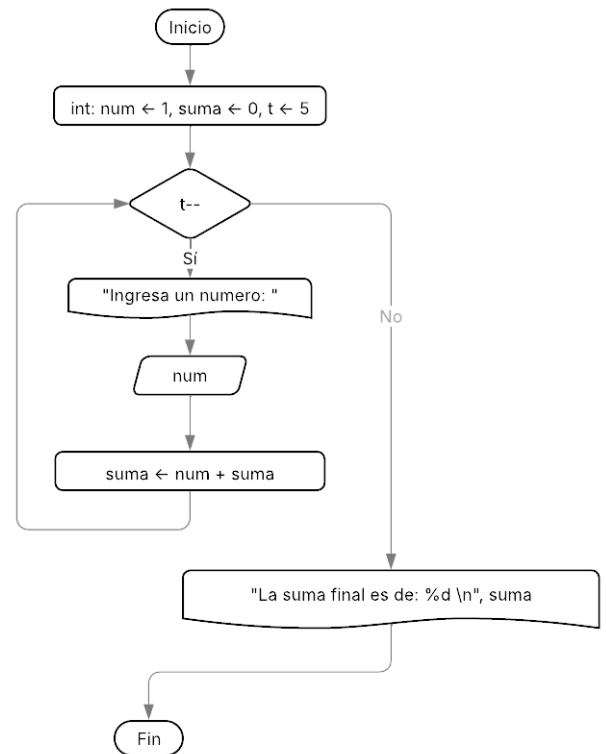 Inicio
int: num ← 1, suma ← 0, t ← 5
t--
Sí
"Ingresa un numero: "
No
num
suma ← num + suma
"La suma final es de: %d \n", suma
Fin